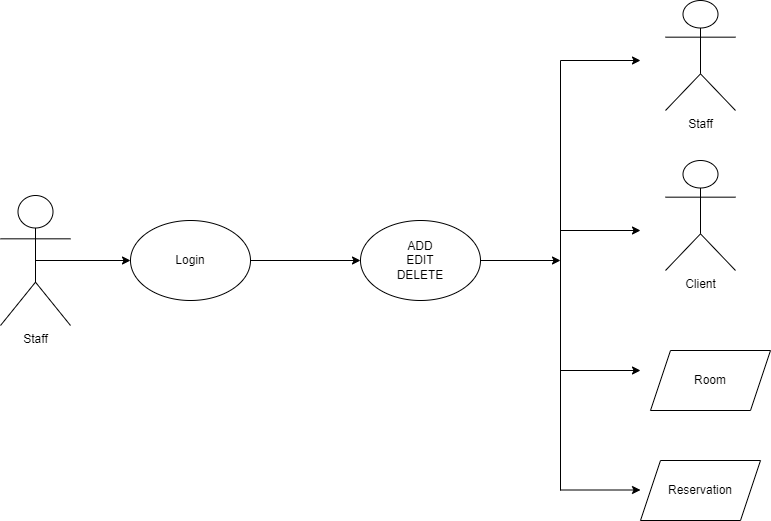 Staff
Login
ADD
EDIT
DELETE
Staff
Client
Room
Reservation